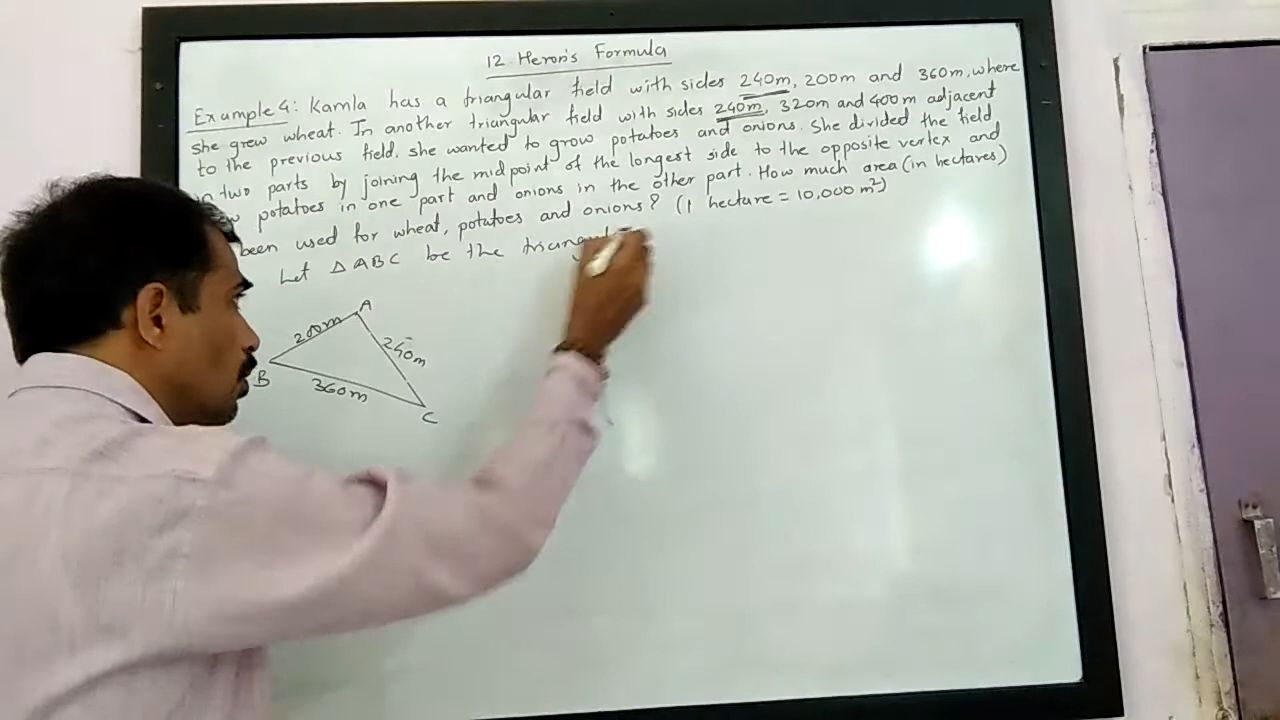 12. Heron's Formula
Example 4: Kamla has a triangular field with sides 240m, 200m and 360m, where
she grew wheat. In another triangular field with sides 240m, 320m and 400m adjacent
to the previous field. she wanted to grow potatoes and onions. She divided the field
in two parts by joining the midpoint of the longest side to the opposite vertex and
potatoes in one part and onions in the other part. How much area (in hectares)
been used for wheat, potatoes and onions? (1 hecture = 10,000 m²)
Let △ABC be the
A
200m
240m
B
360m
C